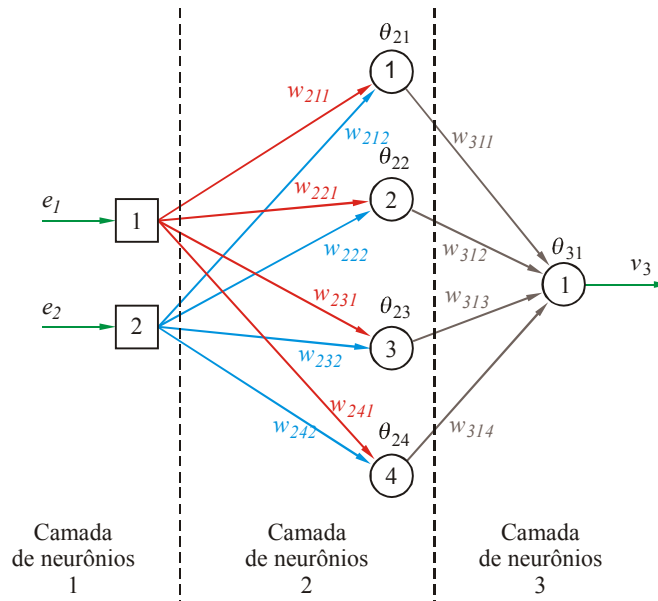 θ21
1
w211
w311
w212
θ22
e1
w221
2
1
w222
w312
θ31
v3
1
e2
w231
θ23
w313
2
3
w232
w241
w242
θ24
w314
4
Camada
de neurônios
1
Camada
de neurônios
2
Camada
de neurônios
3